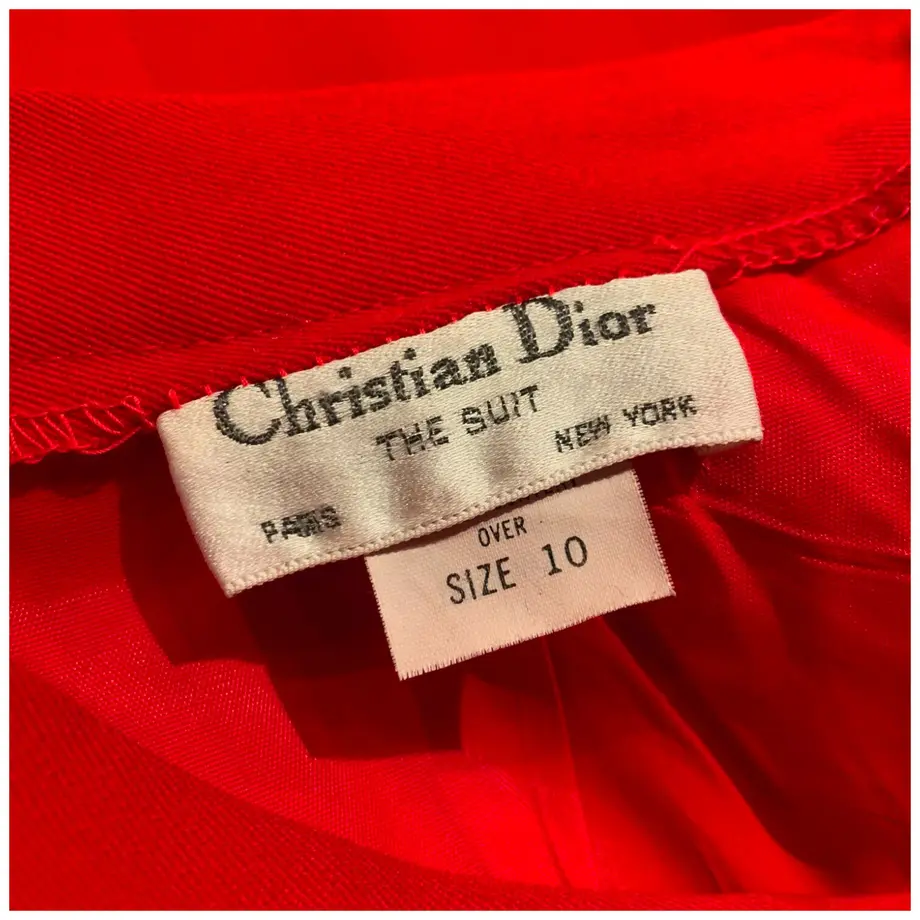 Christian Dior
THE SUIT
PARIS NEW YORK
OVER
SIZE 10